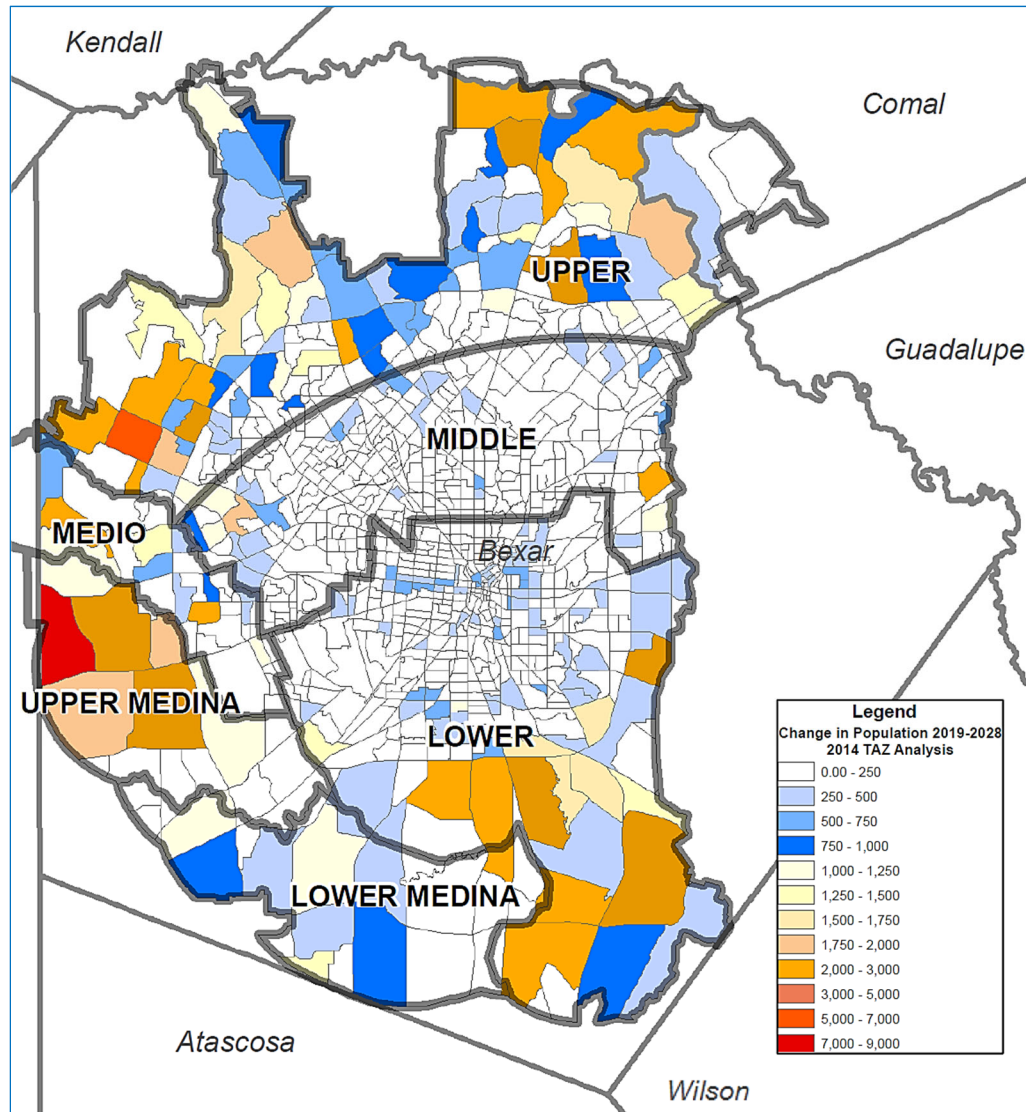 Kendall
Comal
UPPER
Guadalupe
MIDDLE
MEDIO
Bexar
UPPER MEDINA
LOWER
LOWER MEDINA
Atascosa
Wilson
Legend
Change in Population 2019-2028
2014 TAZ Analysis
0.00 - 250
250 - 500
500 - 750
750 - 1,000
1,000 - 1,250
1,250 - 1,500
1,500 - 1,750
1,750 - 2,000
2,000 - 3,000
3,000 - 5,000
5,000 - 7,000
7,000 - 9,000